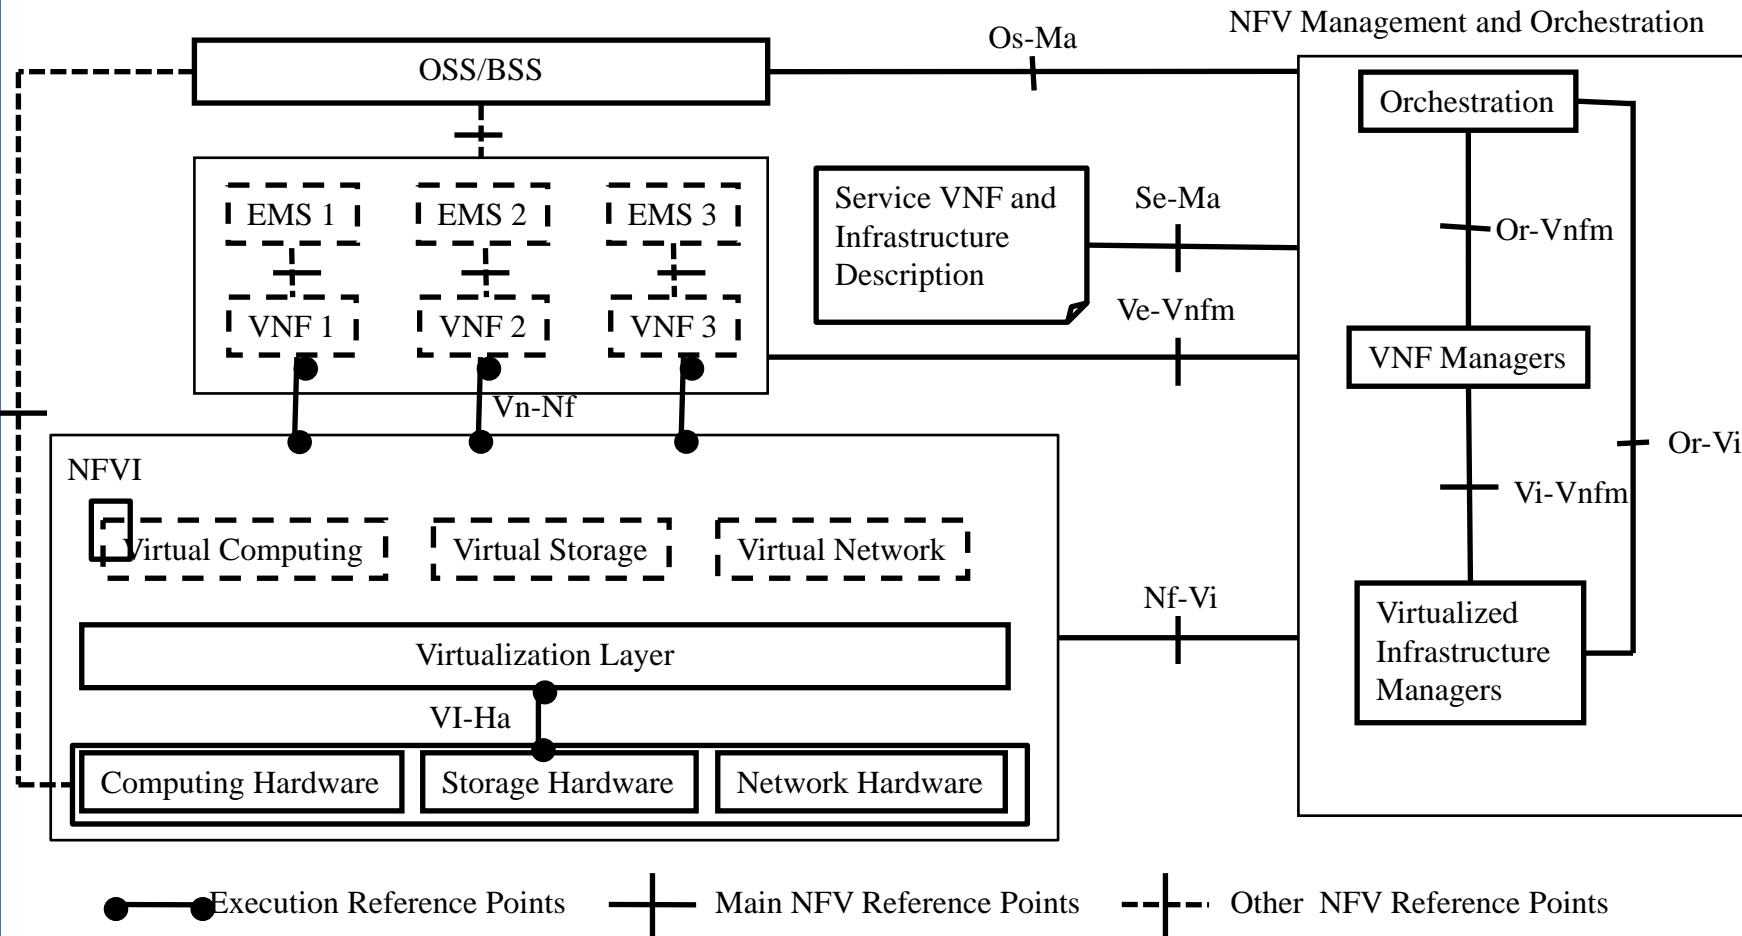 NFV Management and Orchestration
Os-Ma
OSS/BSS
Orchestration
EMS 1
EMS 2
EMS 3
Service VNF and
Infrastructure
Description
Se-Ma
Or-Vnfm
Ve-Vnfm
VNF 1
VNF 2
VNF 3
VNF Managers
Vn-Nf
Or-Vi
NFVI
Vi-Vnfm
Virtual Computing
Virtual Storage
Virtual Network
Nf-Vi
Virtualized
Infrastructure
Managers
Virtualization Layer
VI-Ha
Computing Hardware
Storage Hardware
Network Hardware
Execution Reference Points
Main NFV Reference Points
Other NFV Reference Points